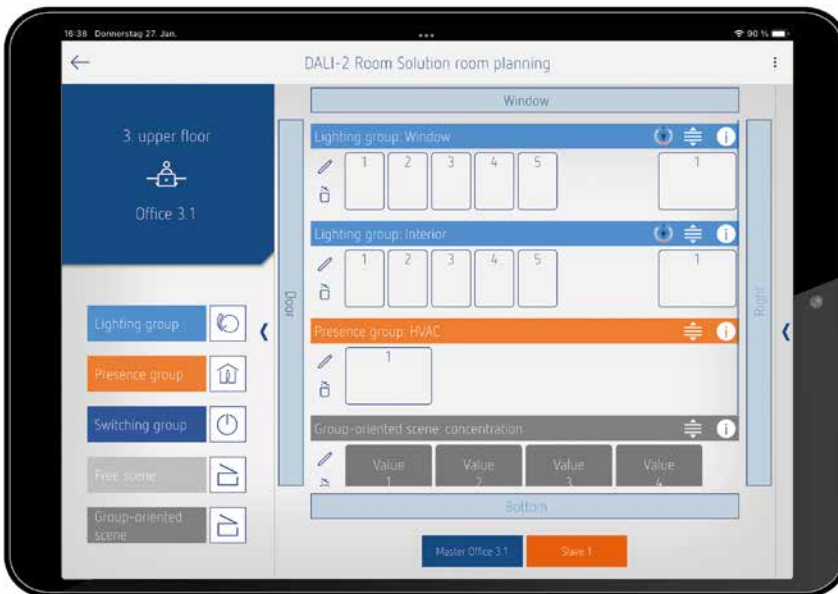 16:38 Donnerstag 27. Jan.
90 %
DALI-2 Room Solution room planning
3. upper floor
Office 3.1
Lighting group
Presence group
Switching group
Free scene
Group-oriented
scene
Window
Door
Right
Lighting group: Window
1 2 3 4 5 1
Lighting group: Interior
1 2 3 4 5 1
Presence group: HVAC
1
Group-oriented scene: concentration
Value Value Value Value
1 2 3 4
Bottom
Master Office 3.1
Slave 1